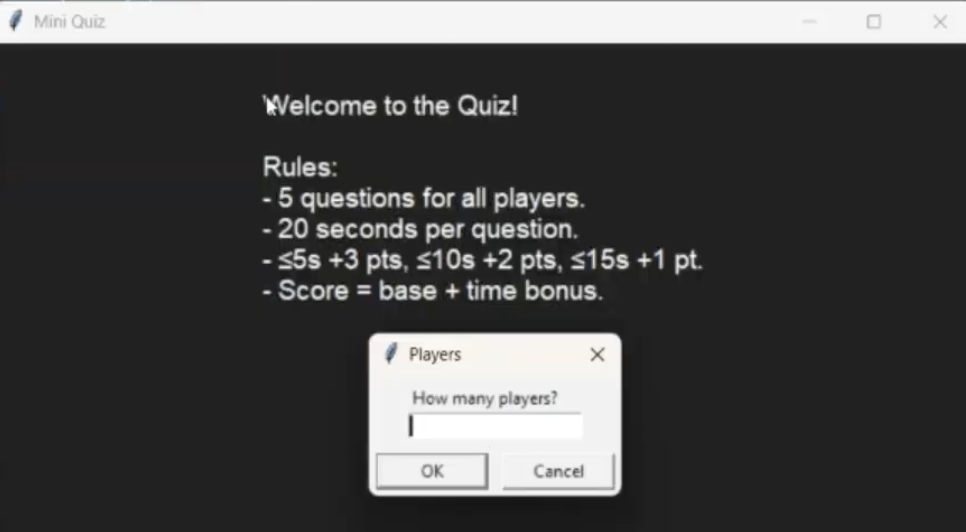 Mini Quiz
Welcome to the Quiz!
Rules:
- 5 questions for all players.
- 20 seconds per question.
- ≤5s +3 pts, ≤10s +2 pts, ≤15s +1 pt.
- Score = base + time bonus.
Players
How many players?
OK
Cancel